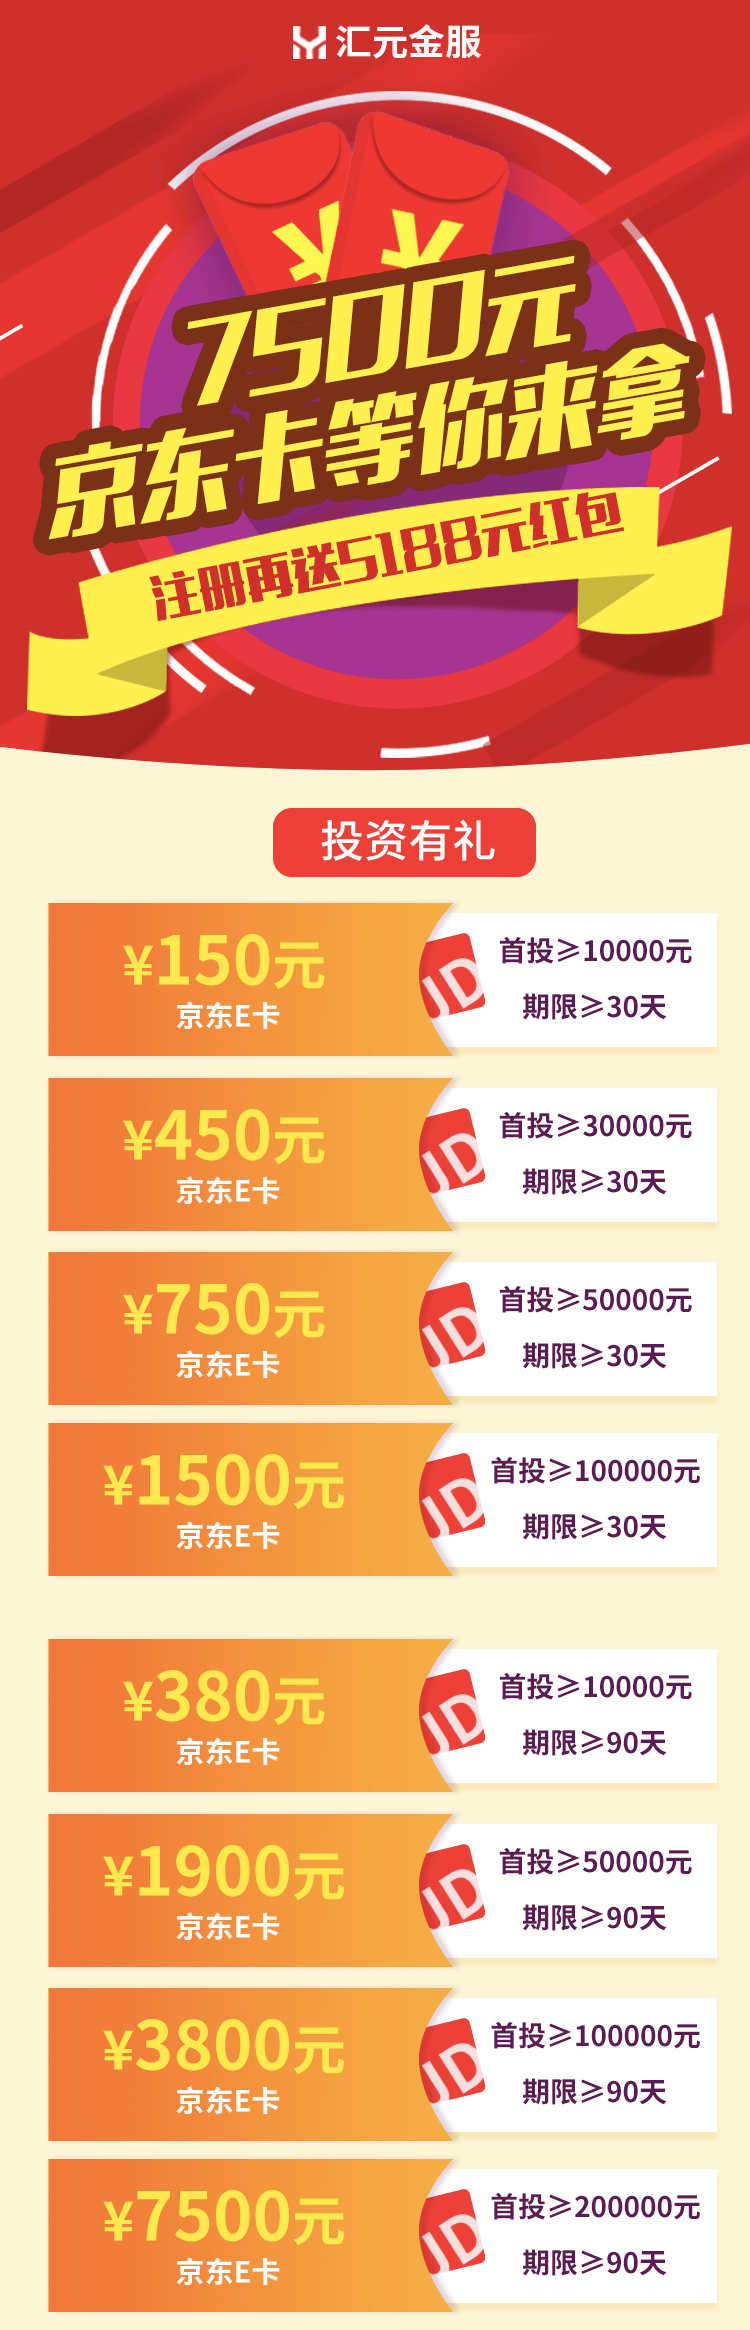 汇元金服
7500元
京东卡等你来拿
注册再送5188元红包
投资有礼
¥150元
京东E卡
首投≥10000元
期限≥30天
JD
¥450元
京东E卡
首投≥30000元
期限≥30天
JD
¥750元
京东E卡
首投≥50000元
期限≥30天
JD
¥1500元
京东E卡
首投≥100000元
期限≥30天
JD
¥380元
京东E卡
首投≥10000元
期限≥90天
JD
¥1900元
京东E卡
首投≥50000元
期限≥90天
JD
¥3800元
京东E卡
首投≥100000元
期限≥90天
JD
¥7500元
京东E卡
首投≥200000元
期限≥90天
JD